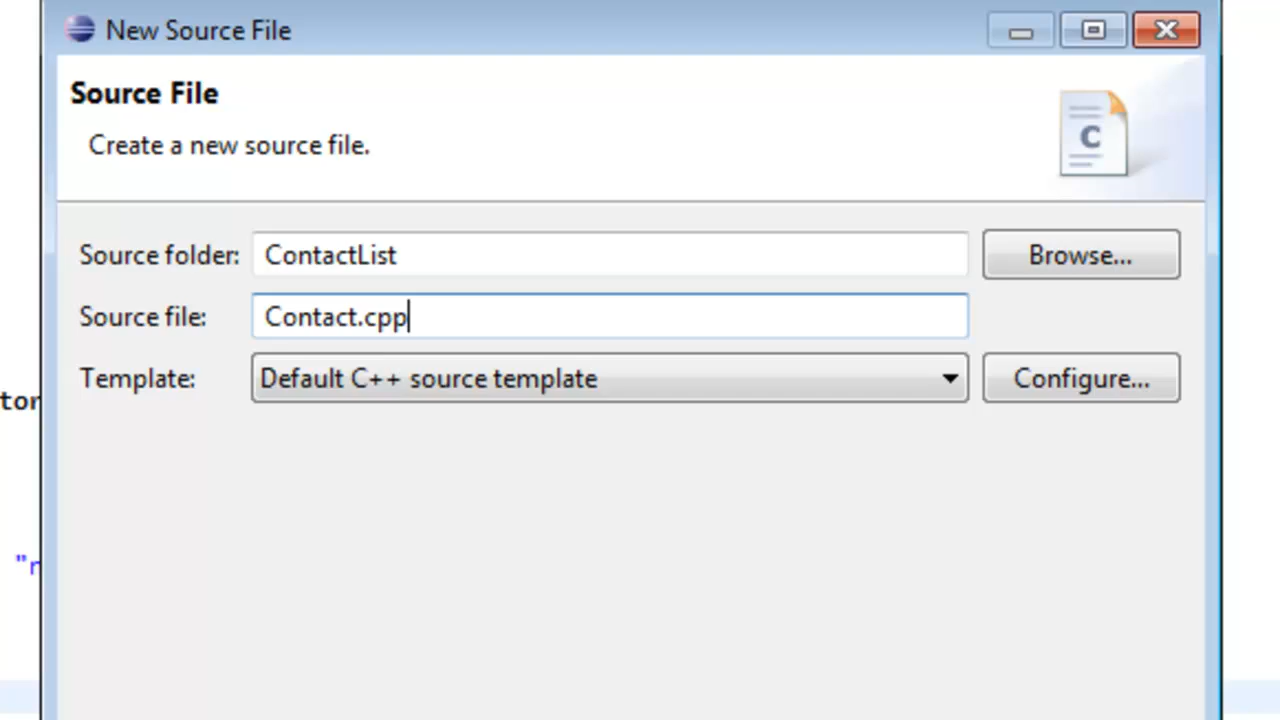 New Source File
Source File
Create a new source file.
C
Source folder: ContactList Browse...
Source file: Contact.cpp
Template: Default C++ source template Configure...
tor
"r